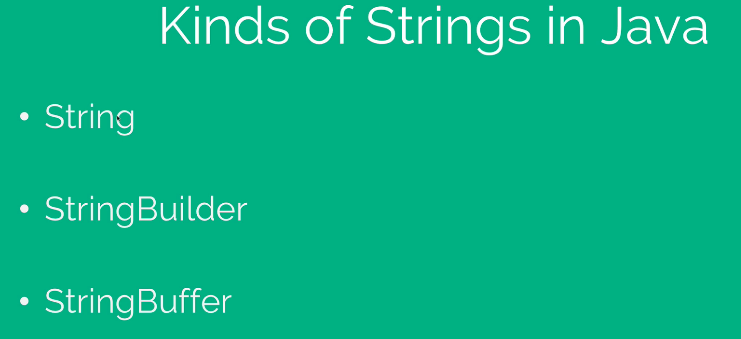 Kinds of Strings in Java
• String
• StringBuilder
• StringBuffer